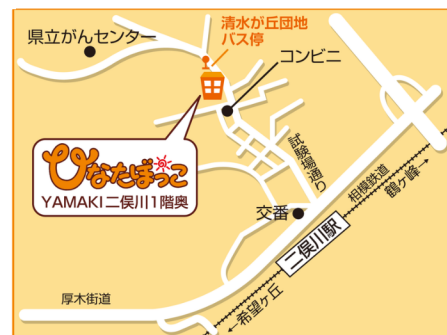 清水が丘団地
バス停
県立がんセンター
コンビニ
ひなたぼっこ
YAMAKI二俣川1階奥
試験場通り
相模鉄道
鶴ヶ峰
交番
二俣川駅
厚木街道
希望ヶ丘